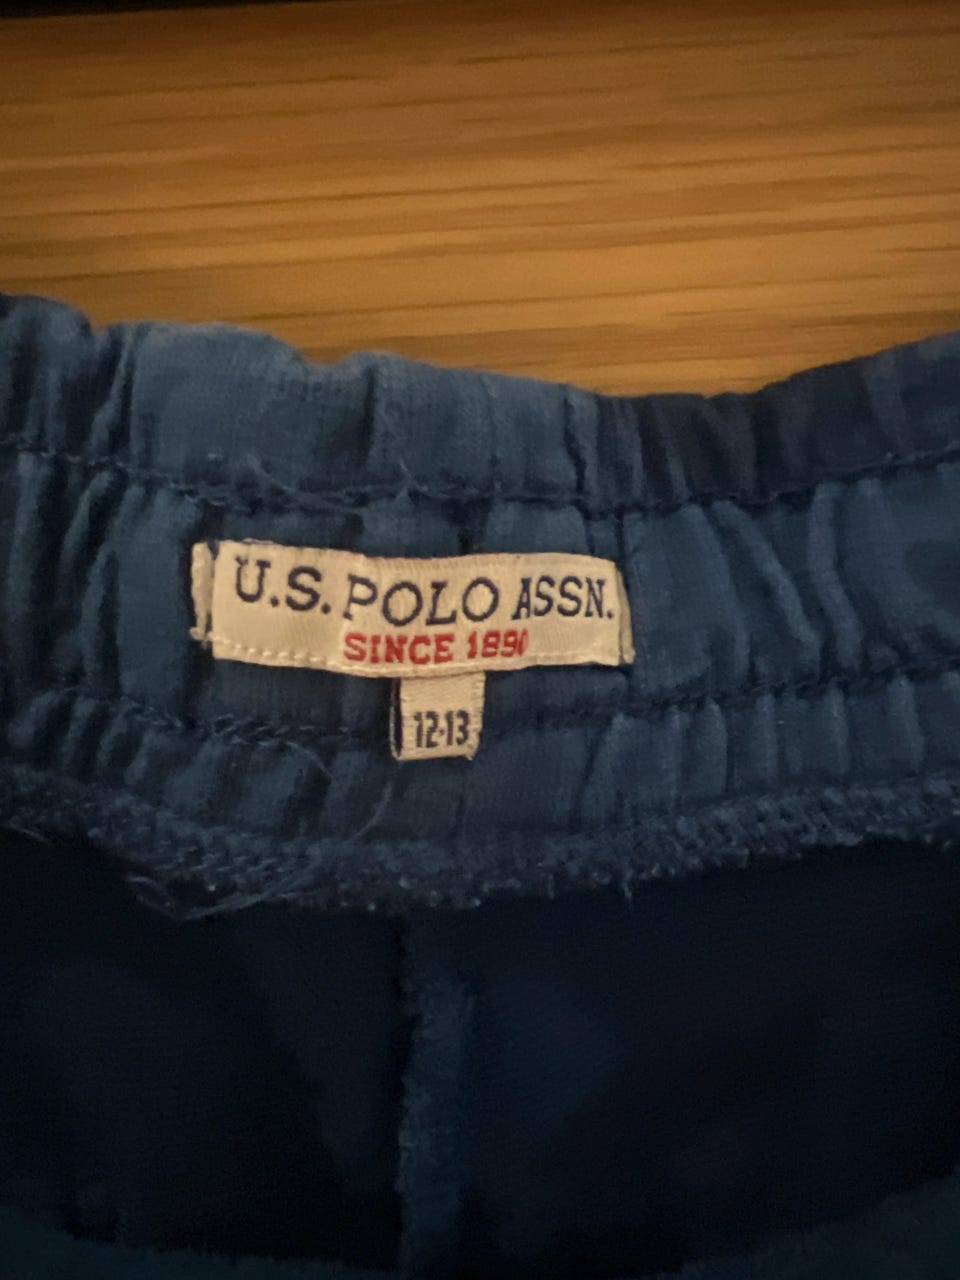 U.S. POLO ASSN.
SINCE 1890
12-13